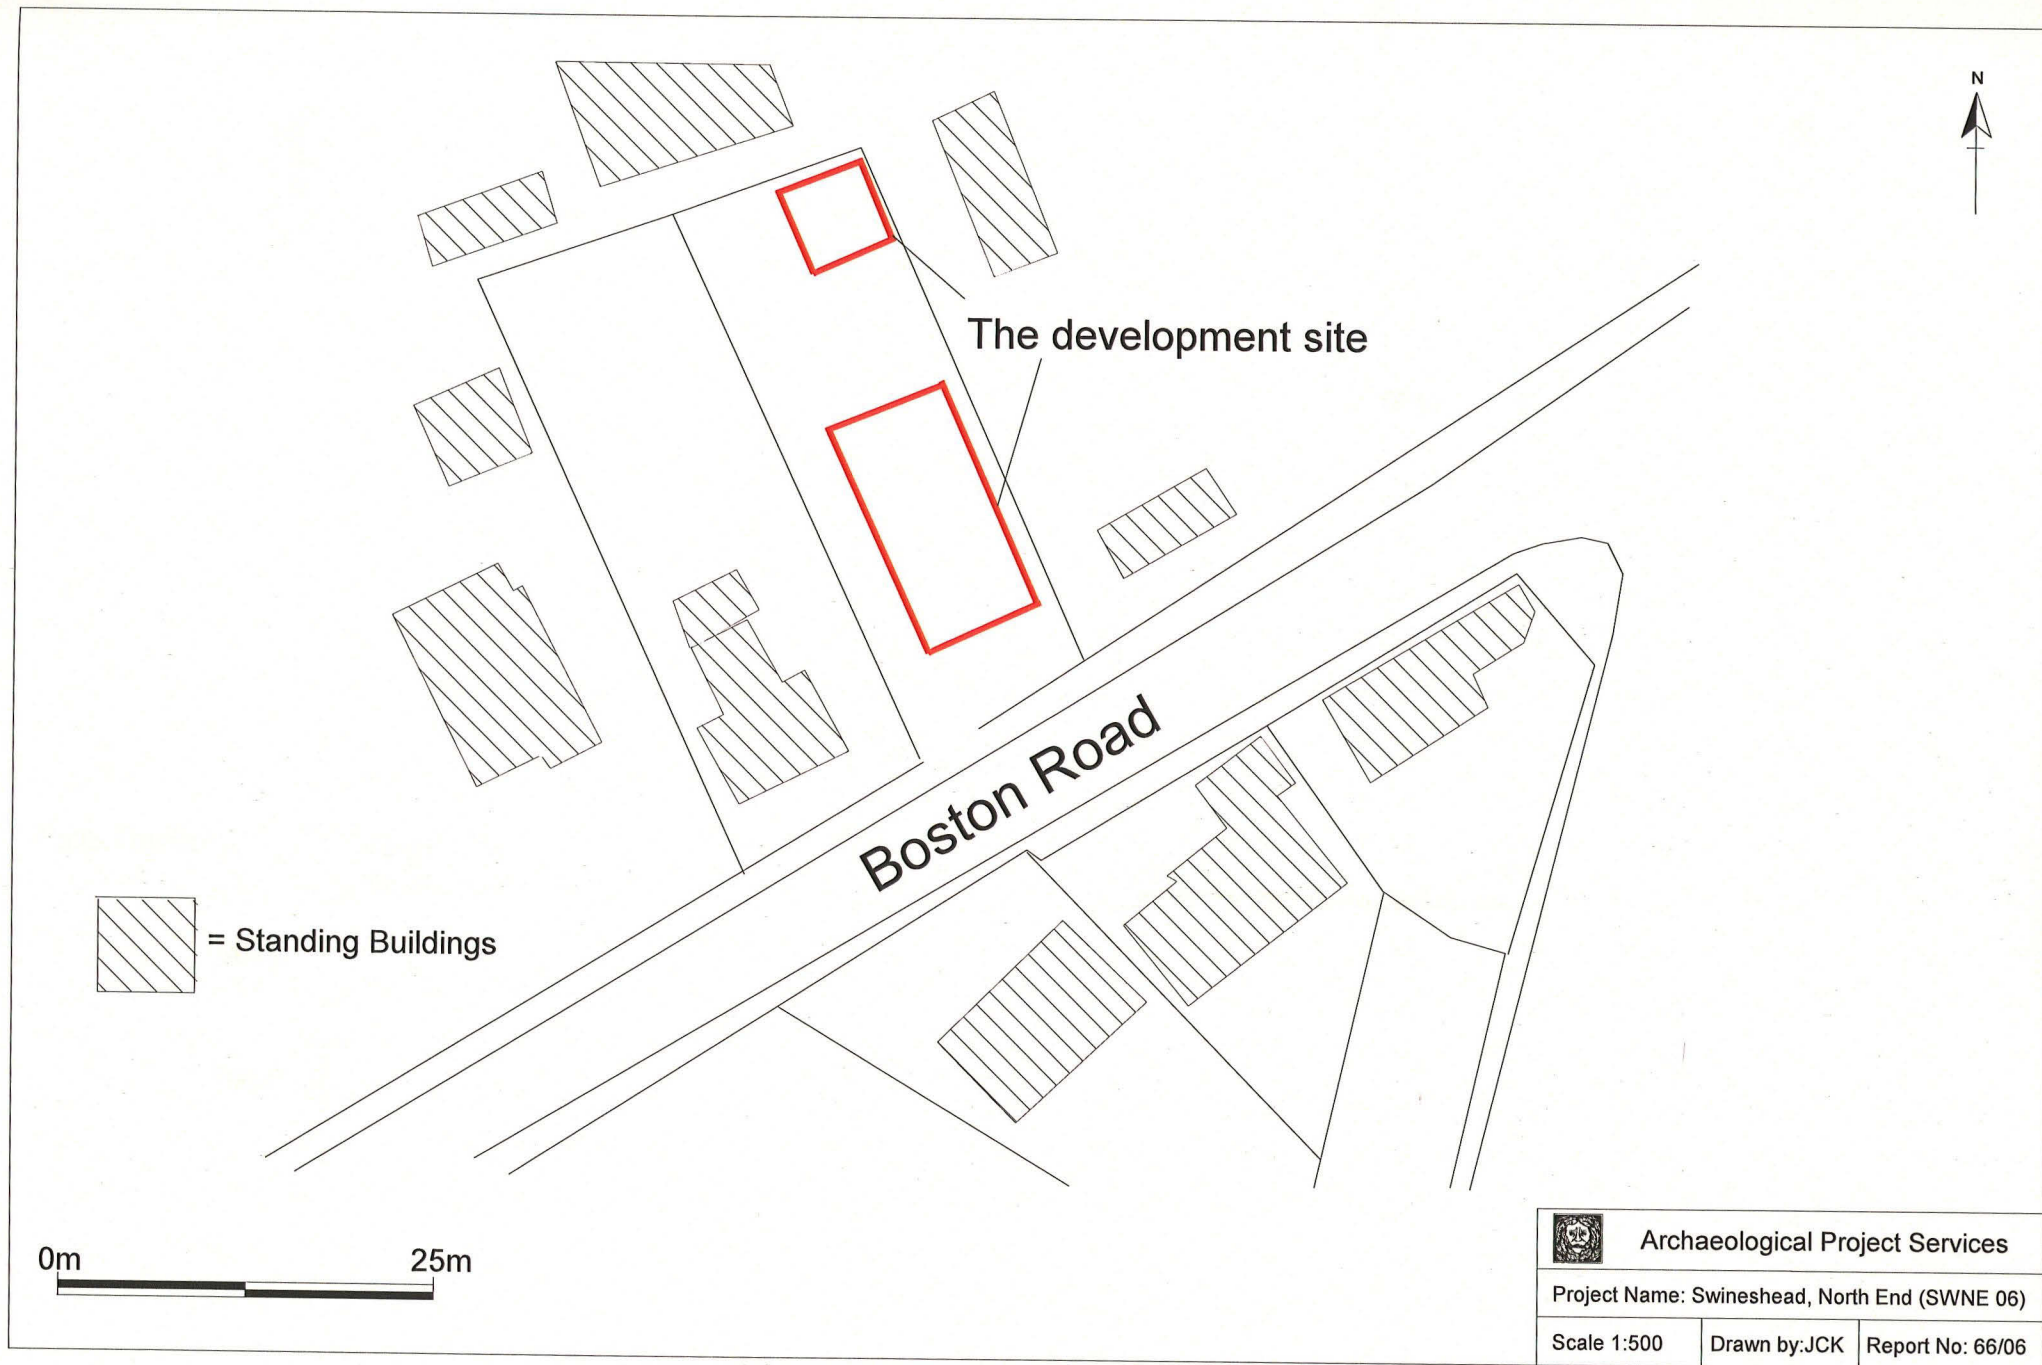 N
The development site
Boston Road
= Standing Buildings
0m
25m
Archaeological Project Services
Project Name: Swineshead, North End (SWNE 06)
Scale 1:500
Drawn by:JCK
Report No: 66/06